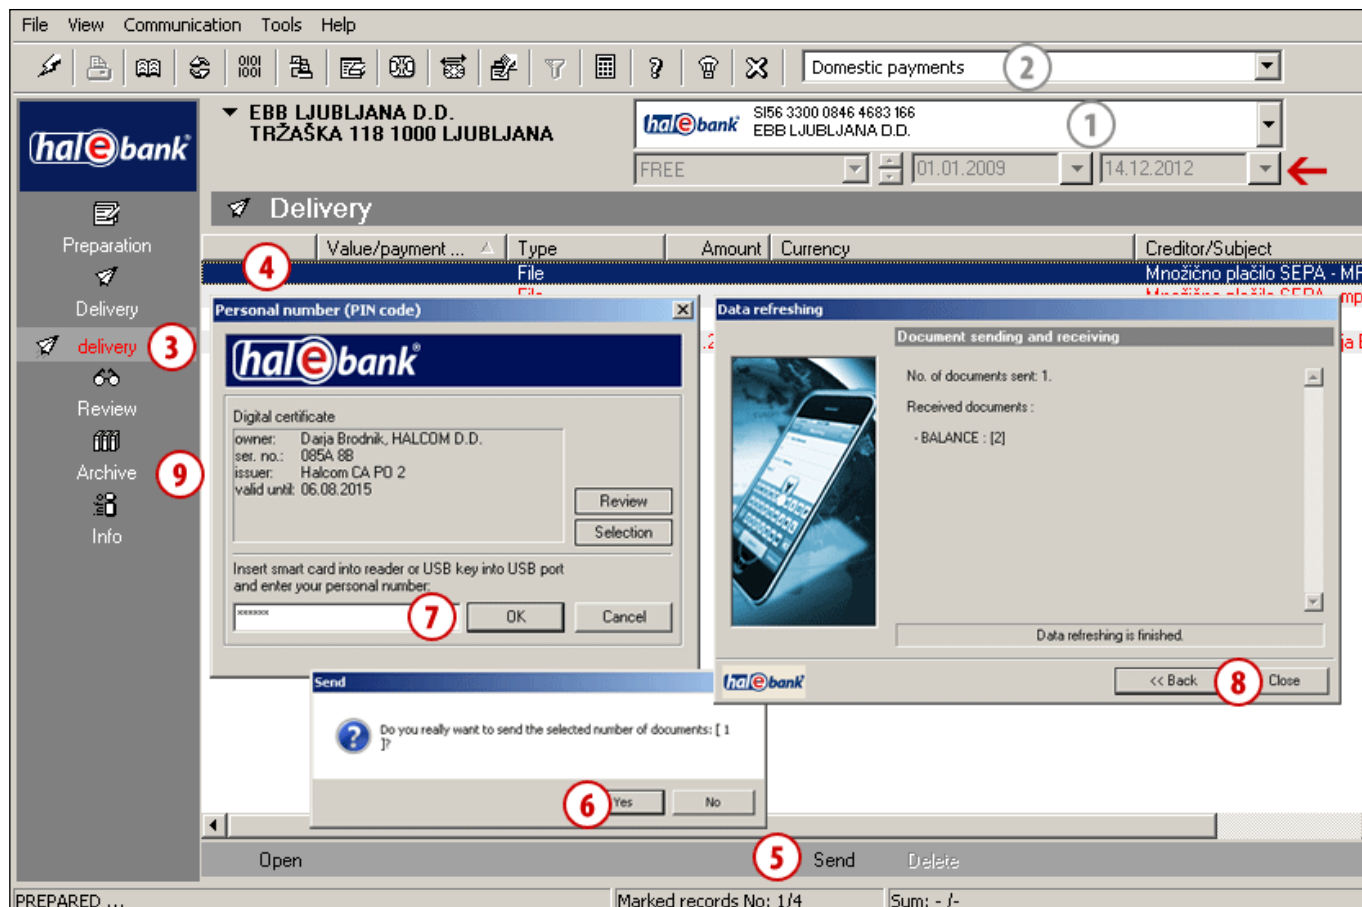 File View Communication Tools Help
Domestic payments 2
hal e bank
EBB LJUBLJANA D.D.
TRŽAŠKA 118 1000 LJUBLJANA
hal e bank SI56 3300 0846 4683 166
EBB LJUBLJANA D.D. 1
FREE 01.01.2009 14.12.2012
Delivery
Preparation
Delivery
delivery 3
Review
Archive 9
Info
Value/payment ... Type Amount Currency Creditor/Subject
4 File Množično plačilo SEPA - MP
Personal number (PIN code)
hal e bank
Digital certificate
owner: Darja Brodnik, HALCOM D.D.
ser. no.: 085A 8B
issuer: Halcom CA PO 2
valid until: 06.08.2015
Review
Selection
Insert smart card into reader or USB key into USB port
and enter your personal number:
xxxxxx 7 OK Cancel
Data refreshing
Document sending and receiving
No. of documents sent: 1.
Received documents :
- BALANCE : [2]
Data refreshing is finished.
hal e bank << Back 8 Close
Send
Do you really want to send the selected number of documents: [ 1
]?
6 Yes No
Open 5 Send Delete
PREPARED ... Marked records No: 1/4 Sum: - /-